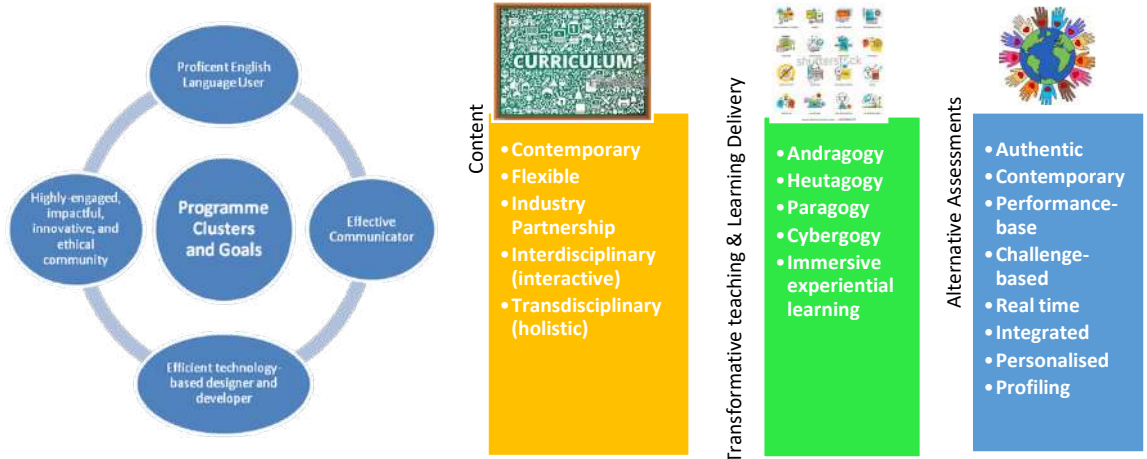 Proficent English
Language User
Highly-engaged,
impactful,
innovative, and
ethical
community
Programme
Clusters
and Goals
Effective
Communicator
Efficient technology-
based designer and
developer
Content
CURRICULUM
• Contemporary
• Flexible
• Industry
Partnership
• Interdisciplinary
(interactive)
• Transdisciplinary
(holistic)
Transformative teaching & Learning Delivery
shutterstock
• Andragogy
• Heutagogy
• Paragogy
• Cybergogy
• Immersive
experiential
learning
Alternative Assessments
• Authentic
• Contemporary
• Performance-
base
• Challenge-
based
• Real time
• Integrated
• Personalised
• Profiling